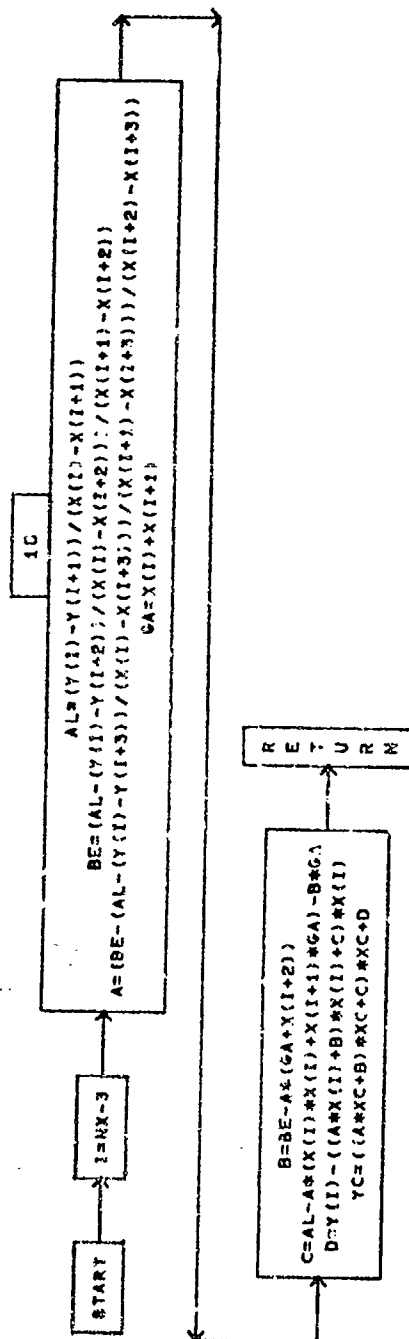 START
I=NX-3
10
AL=(Y(I)-Y(I+1))/(X(I)-X(I+1))
BE=(AL-(Y(I)-Y(I+2))/(X(I)-X(I+2)))/(X(I+1)-X(I+2))
A=(BE-(AL-(Y(I)-Y(I+3))/(X(I)-X(I+3)))/(X(I+1)-X(I+3)))/(X(I+2)-X(I+3))
GA=X(I)+X(I+1)
B=BE-A*(GA+X(I+2))
C=AL-A*(X(I)*X(I)+X(I+1)*GA)-B*GA
D=Y(I)-((A*X(I)+B)*X(I)+C)*X(I)
YC=((A*XC+B)*XC+C)*XC+D
R
E
T
U
R
N